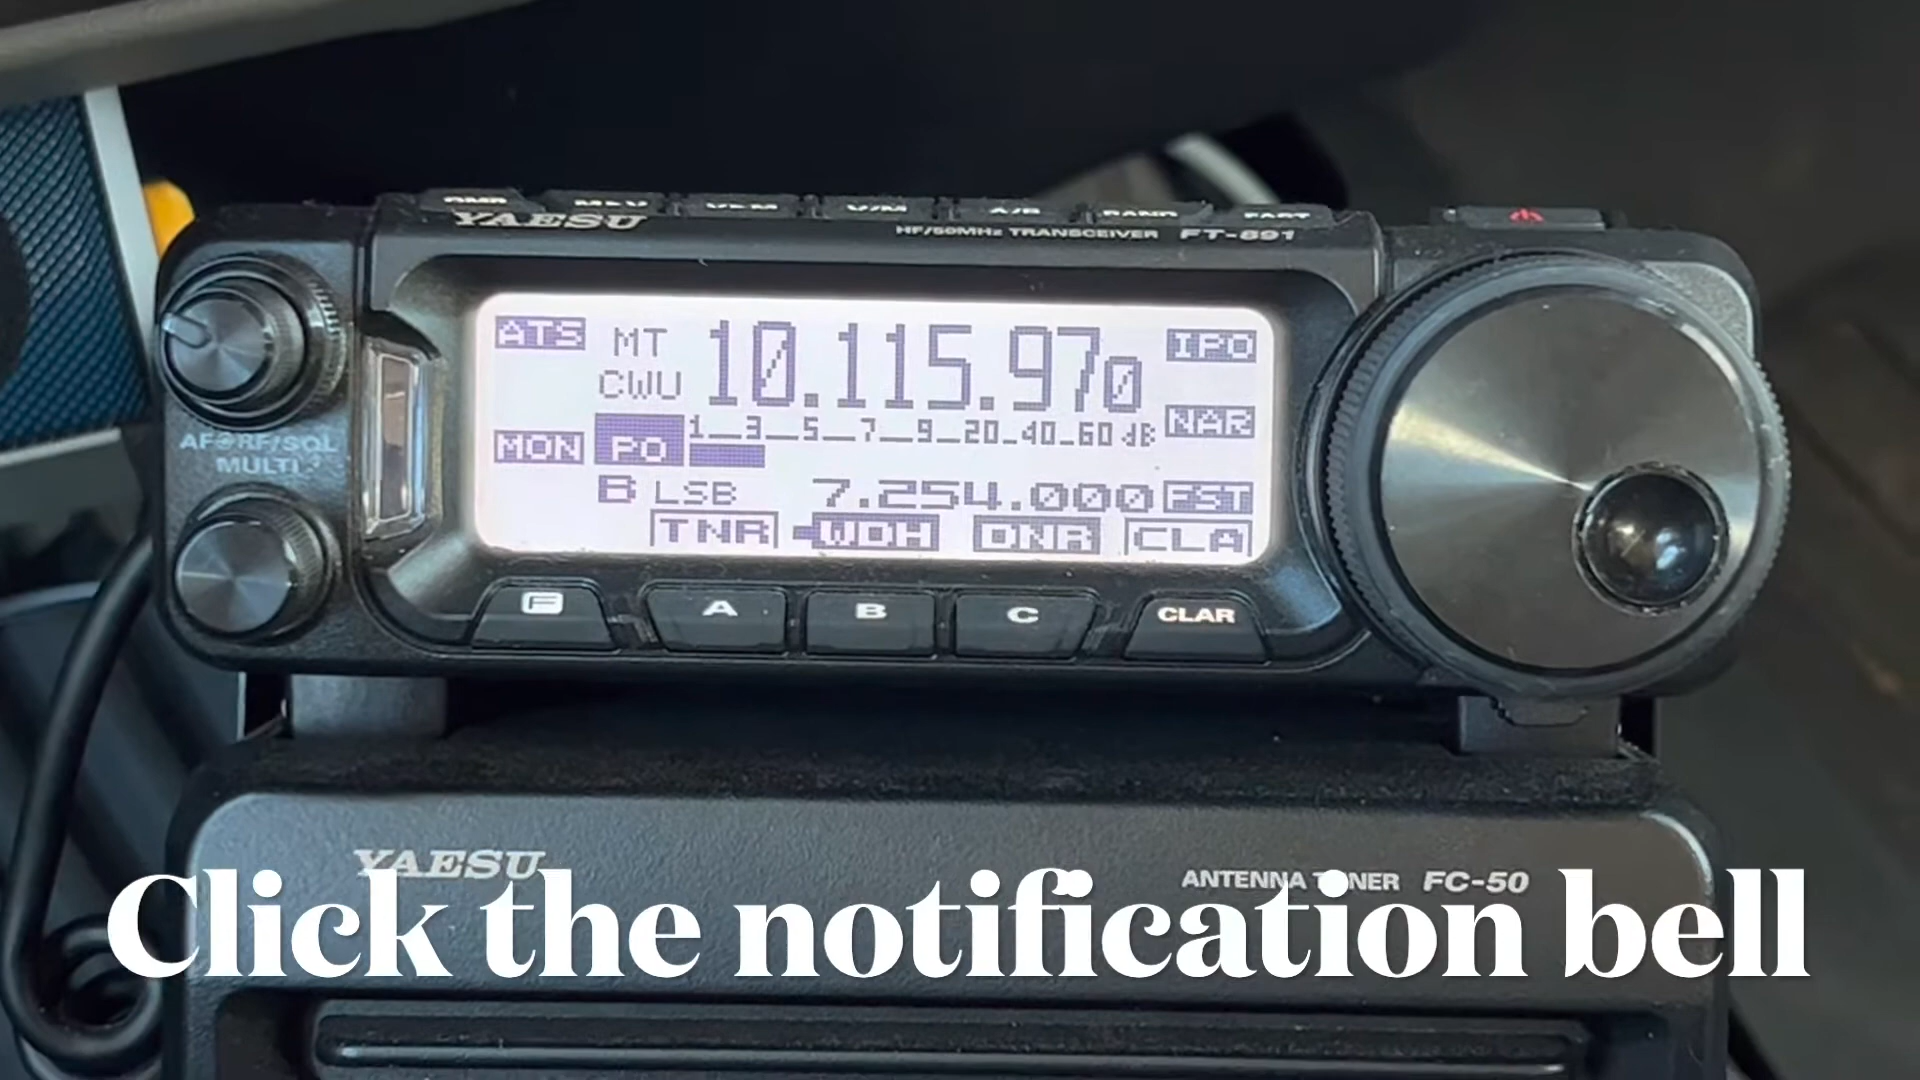 YAESU
HF/50MHz TRANSCEIVER FT-891
ATS MT 10.115.970 IPO
CWU
1__3__5__7__9__20_40_60 dB NAR
MON PO
B LSB 7.254.000 FST
TNR WDH DNR CLA
AF⊙RF/SQL
MULTI
F A B C CLAR
YAESU
ANTENNA TUNER FC-50
Click the notification bell